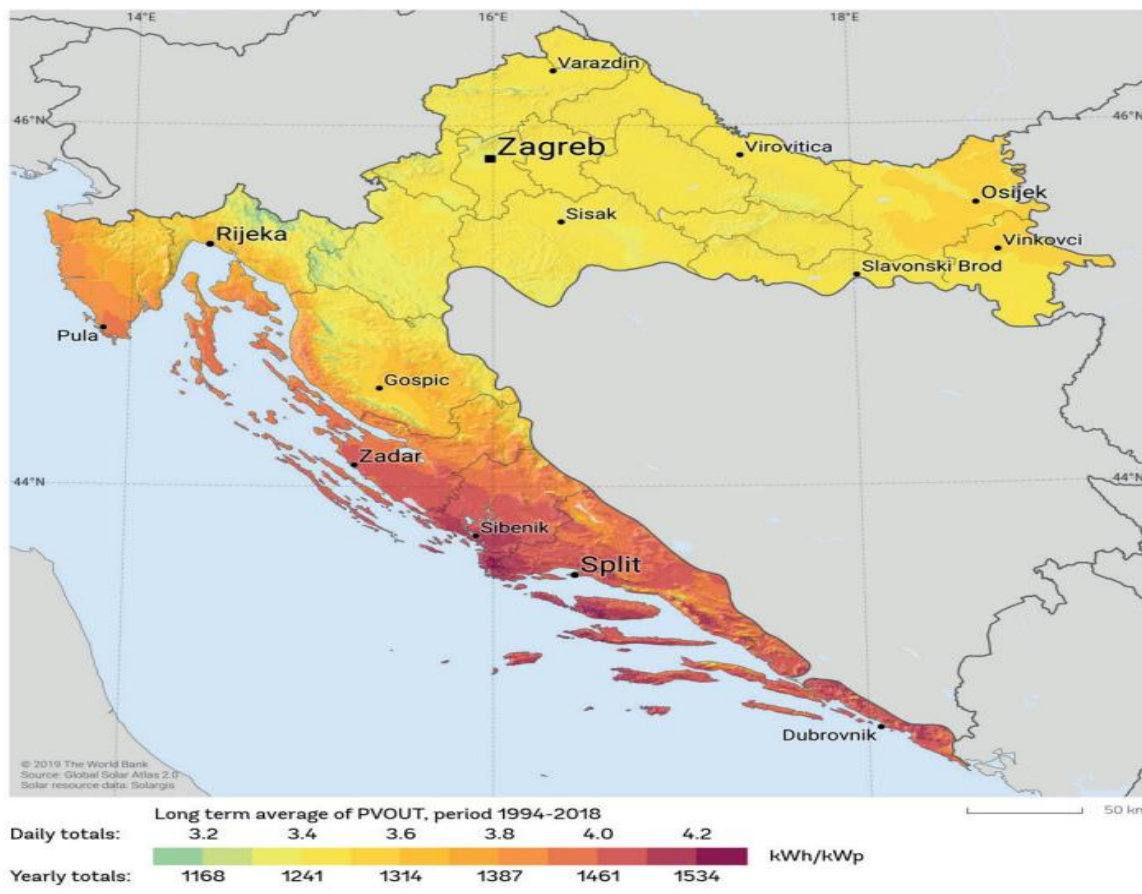 14°E 16°E 18°E
Varazdin
46°N 46°N
Zagreb
Virovitica
Osijek
Sisak
Rijeka
Vinkovci
Slavonski Brod
Pula
Gospic
Zadar
44°N 44°N
Sibenik
Split
Dubrovnik
© 2019 The World Bank
Source: Global Solar Atlas 2.0
Solar resource data: Solargis
Long term average of PVOUT, period 1994-2018
50 km
Daily totals: 3.2 3.4 3.6 3.8 4.0 4.2
kWh/kWp
Yearly totals: 1168 1241 1314 1387 1461 1534